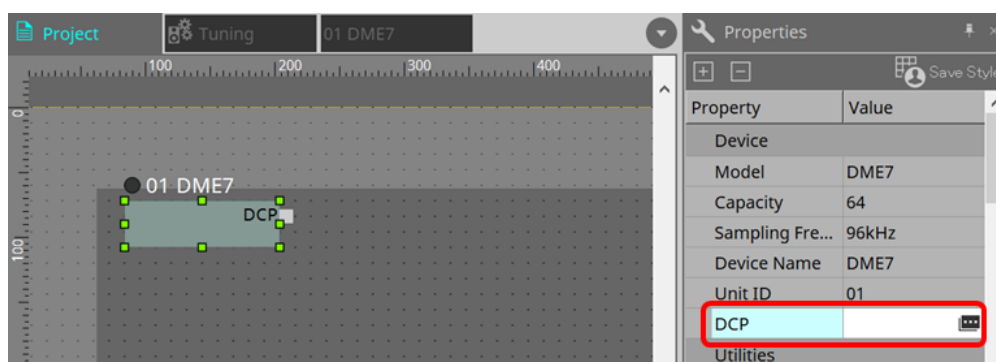 Project
Tuning
01 DME7
Properties
100
200
300
400
Save Style
Property Value
Device
Model DME7
Capacity 64
Sampling Fre... 96kHz
Device Name DME7
Unit ID 01
DCP
Utilities
0
01 DME7
DCP
100